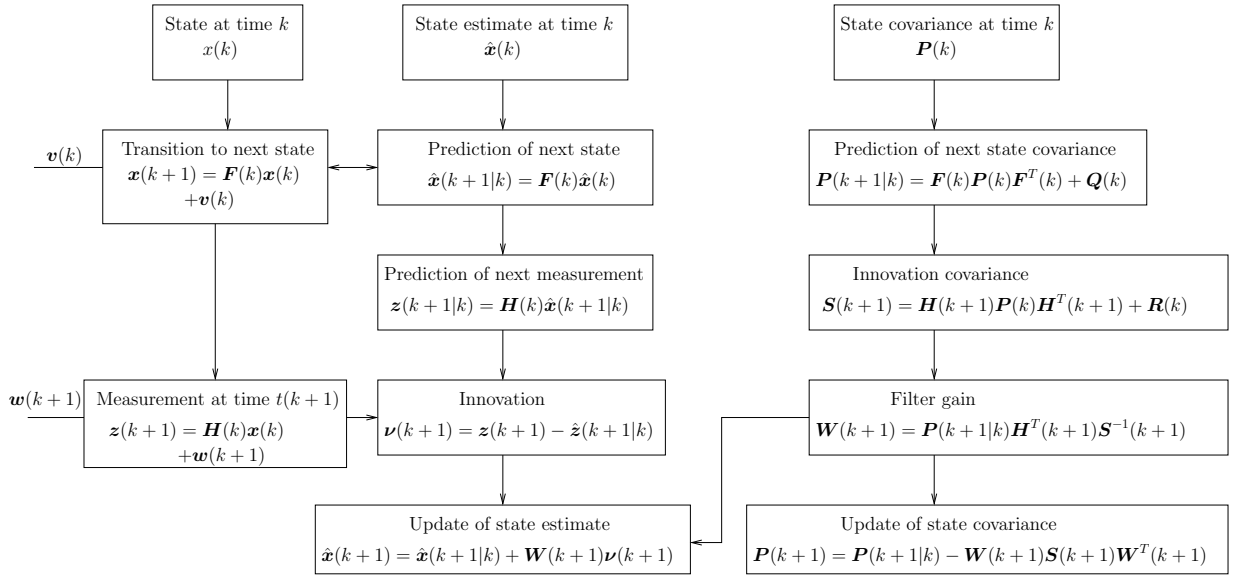 State at time k
x(k)
State estimate at time k
x̂(k)
State covariance at time k
P(k)
v(k)
Transition to next state
x(k+1) = F(k)x(k)
+v(k)
Prediction of next state
x̂(k+1|k) = F(k)x̂(k)
Prediction of next state covariance
P(k+1|k) = F(k)P(k)F^T(k) + Q(k)
Prediction of next measurement
z(k+1|k) = H(k)x̂(k+1|k)
Innovation covariance
S(k+1) = H(k+1)P(k)H^T(k+1) + R(k)
w(k+1)
Measurement at time t(k+1)
z(k+1) = H(k)x(k)
+w(k+1)
Innovation
ν(k+1) = z(k+1) − ẑ(k+1|k)
Filter gain
W(k+1) = P(k+1|k)H^T(k+1)S^−1(k+1)
Update of state estimate
x̂(k+1) = x̂(k+1|k) + W(k+1)ν(k+1)
Update of state covariance
P(k+1) = P(k+1|k) − W(k+1)S(k+1)W^T(k+1)